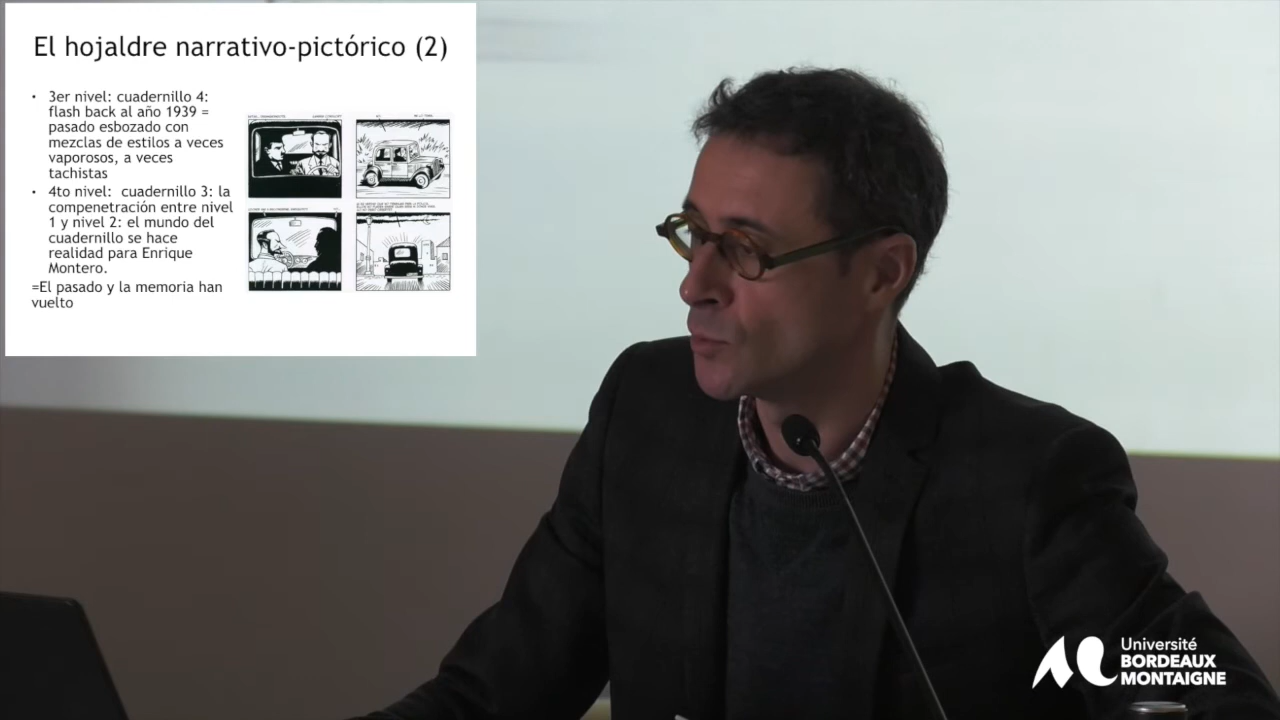 El hojaldre narrativo-pictórico (2)
• 3er nivel: cuadernillo 4:
flash back al año 1939 =
pasado esbozado con
mezclas de estilos a veces
vaporosos, a veces
tachistas
• 4to nivel: cuadernillo 3: la
compenetración entre nivel
1 y nivel 2: el mundo del
cuadernillo se hace
realidad para Enrique
Montero.
=El pasado y la memoria han
vuelto
Université
BORDEAUX
MONTAIGNE